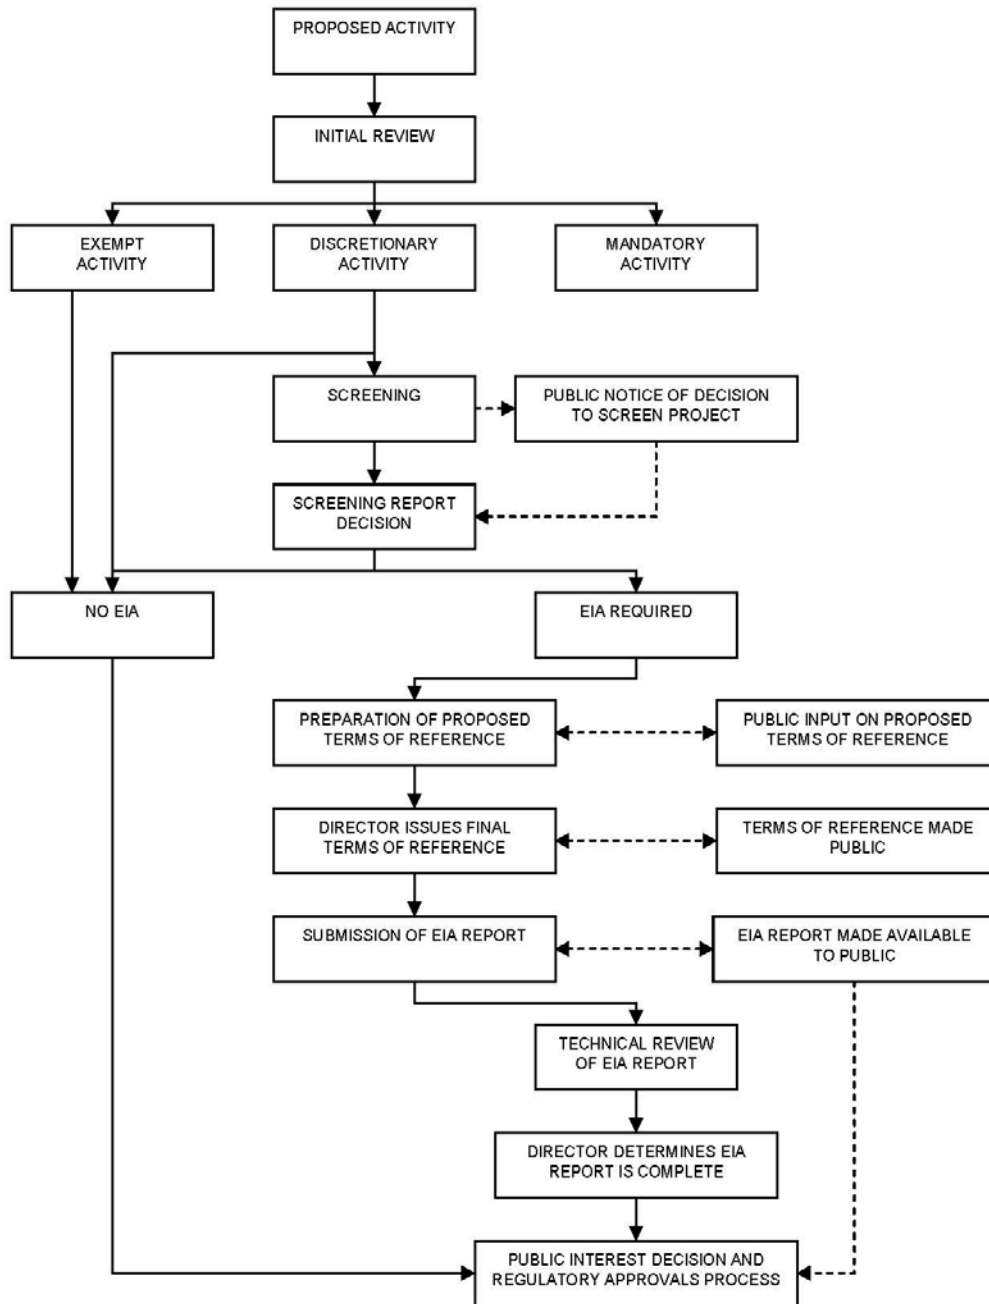 PROPOSED ACTIVITY
INITIAL REVIEW
EXEMPT
ACTIVITY
DISCRETIONARY
ACTIVITY
MANDATORY
ACTIVITY
SCREENING
PUBLIC NOTICE OF DECISION
TO SCREEN PROJECT
SCREENING REPORT
DECISION
NO EIA
EIA REQUIRED
PREPARATION OF PROPOSED
TERMS OF REFERENCE
PUBLIC INPUT ON PROPOSED
TERMS OF REFERENCE
DIRECTOR ISSUES FINAL
TERMS OF REFERENCE
TERMS OF REFERENCE MADE
PUBLIC
SUBMISSION OF EIA REPORT
EIA REPORT MADE AVAILABLE
TO PUBLIC
TECHNICAL REVIEW
OF EIA REPORT
DIRECTOR DETERMINES EIA
REPORT IS COMPLETE
PUBLIC INTEREST DECISION AND
REGULATORY APPROVALS PROCESS